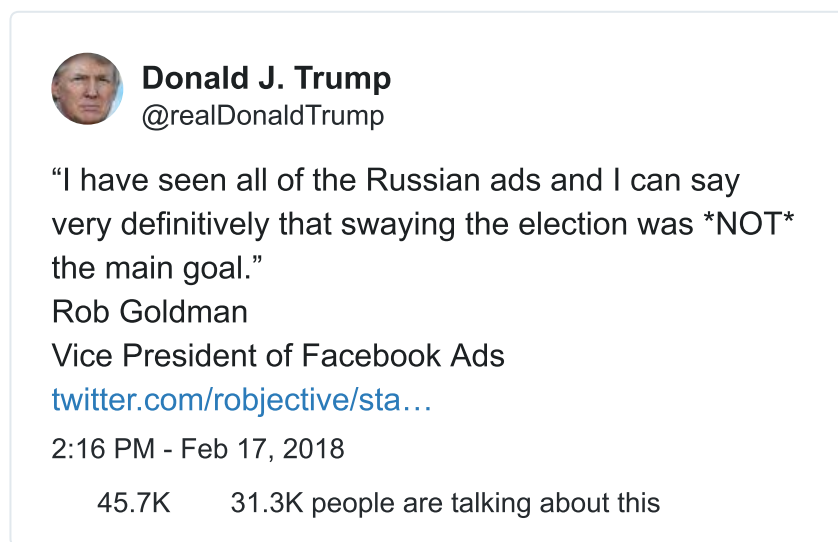 Donald J. Trump
@realDonaldTrump
“I have seen all of the Russian ads and I can say
very definitively that swaying the election was *NOT*
the main goal.”
Rob Goldman
Vice President of Facebook Ads
twitter.com/robjective/sta…
2:16 PM - Feb 17, 2018
45.7K 31.3K people are talking about this